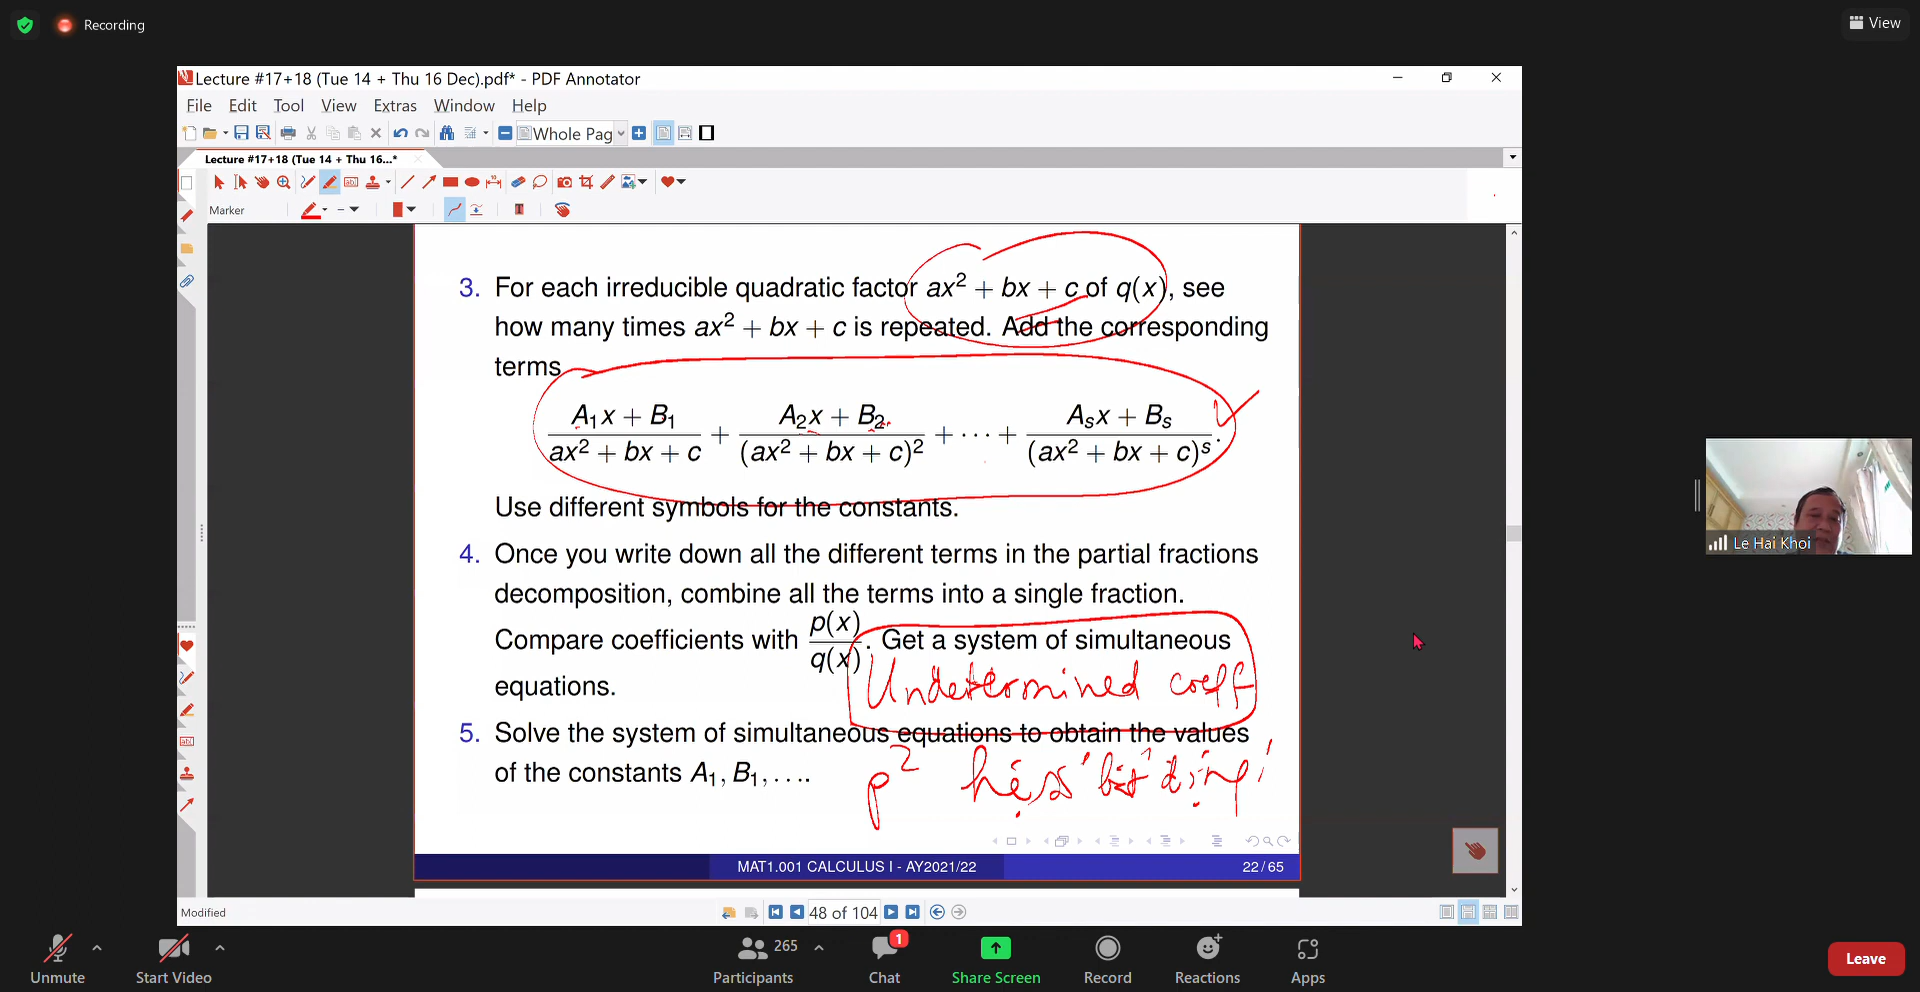 Recording
View
Lecture #17+18 (Tue 14 + Thu 16 Dec).pdf* - PDF Annotator
File Edit Tool View Extras Window Help
Whole Pag
Lecture #17+18 (Tue 14 + Thu 16...*
Marker
3. For each irreducible quadratic factor ax² + bx + c of q(x), see
how many times ax² + bx + c is repeated. Add the corresponding
terms
A₁x + B₁ / ax² + bx + c + A₂x + B₂ / (ax² + bx + c)² + ··· + Aₛx + Bₛ / (ax² + bx + c)ˢ.
Use different symbols for the constants.
4. Once you write down all the different terms in the partial fractions
decomposition, combine all the terms into a single fraction.
Compare coefficients with p(x)/q(x). Get a system of simultaneous
equations.
Undetermined coeff
5. Solve the system of simultaneous equations to obtain the values
of the constants A₁, B₁, ....
p²
MAT1.001 CALCULUS I - AY2021/22 22/65
Modified
48 of 104
Le Hai Khoi
Unmute
Start Video
265
Participants
1
Chat
Share Screen
Record
Reactions
Apps
Leave